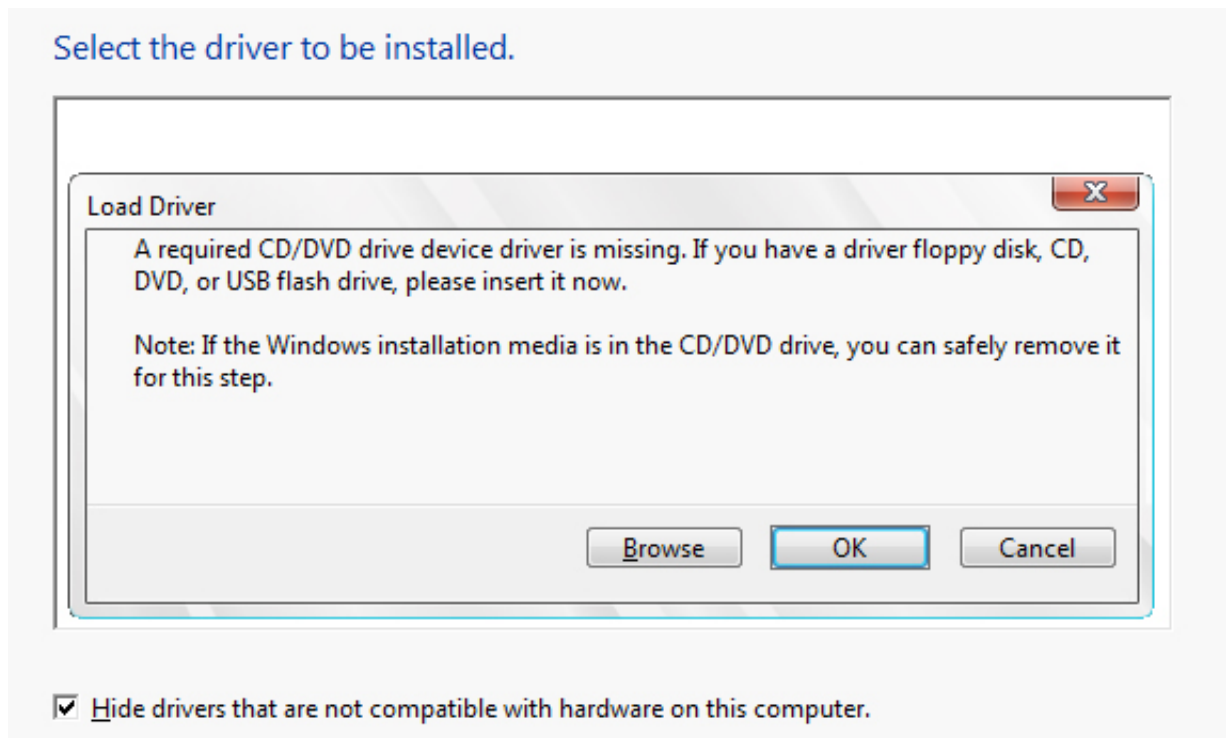 Select the driver to be installed.
Load Driver
A required CD/DVD drive device driver is missing. If you have a driver floppy disk, CD,
DVD, or USB flash drive, please insert it now.
Note: If the Windows installation media is in the CD/DVD drive, you can safely remove it
for this step.
Browse OK Cancel
Hide drivers that are not compatible with hardware on this computer.